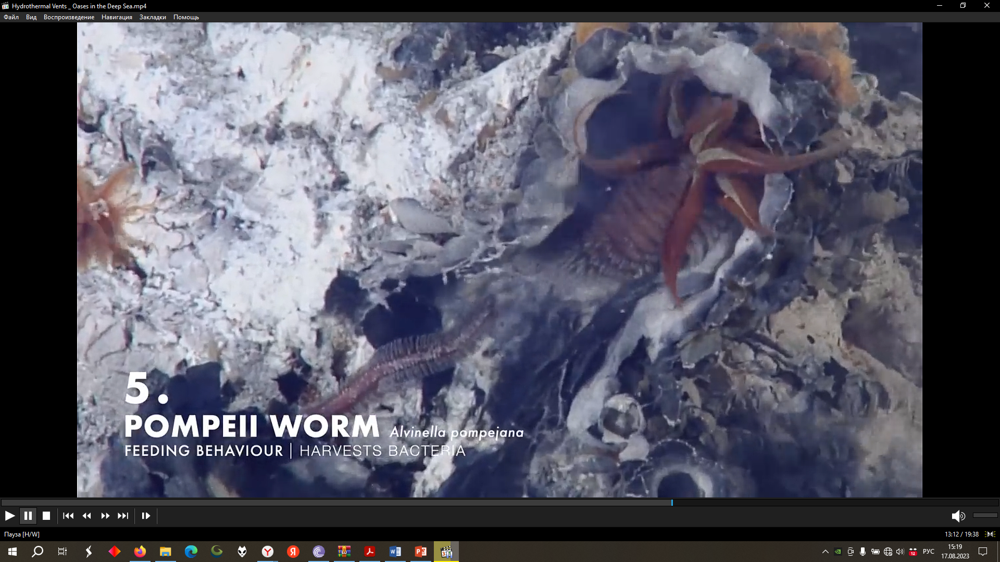 Hydrothermal Vents _ Oases in the Deep Sea.mp4
Файл Вид Воспроизведение Навигация Закладки Помощь
5.
POMPEII WORM Alvinella pompejana
FEEDING BEHAVIOUR | HARVESTS BACTERIA
Пауза [H/W]
13:12 / 19:38
РУС
15:19
17.08.2023
12